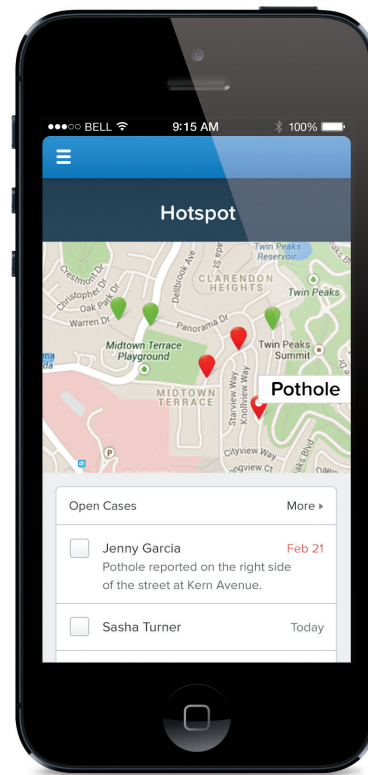 BELL 9:15 AM 100%
Hotspot
Twin Peaks
Reservoir
Crestmont Dr
Dellbrook Ave
CLARENDON
HEIGHTS
Christopher Dr
Twin Peaks
Oak Park
Warren Dr
Panorama Dr
Midtown Terrace
Playground
Twin Peaks
Summit
Pothole
MIDTOWN
TERRACE
Starview Way
Knollview Way
P
Cityview Way
Open Cases More
Jenny Garcia Feb 21
Pothole reported on the right side
of the street at Kern Avenue.
Sasha Turner Today